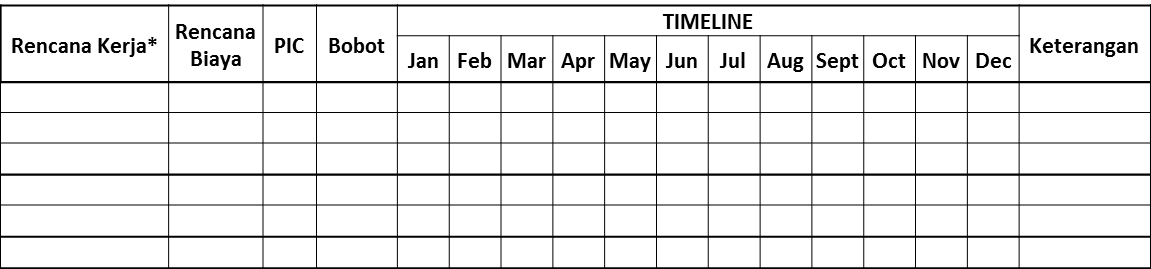 Rencana Kerja*
Rencana
Biaya
PIC
Bobot
TIMELINE
Jan Feb Mar Apr May Jun Jul Aug Sept Oct Nov Dec
Keterangan